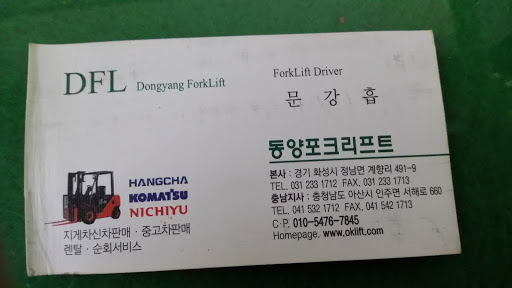 DFL Dongyang ForkLift
ForkLift Driver
문 강 흡
동양포크리프트
본사 : 경기 화성시 정남면 계향리 491-9
TEL. 031 233 1712 FAX. 031 233 1713
충남지사 : 충청남도 아산시 인주면 서해로 660
TEL. 041 532 1712 FAX. 041 542 1713
C·P. 010-5476-7845
Homepage. www.oklift.com
HANGCHA
KOMATSU
NICHIYU
지게차신차판매 · 중고차판매
렌탈 · 순회서비스